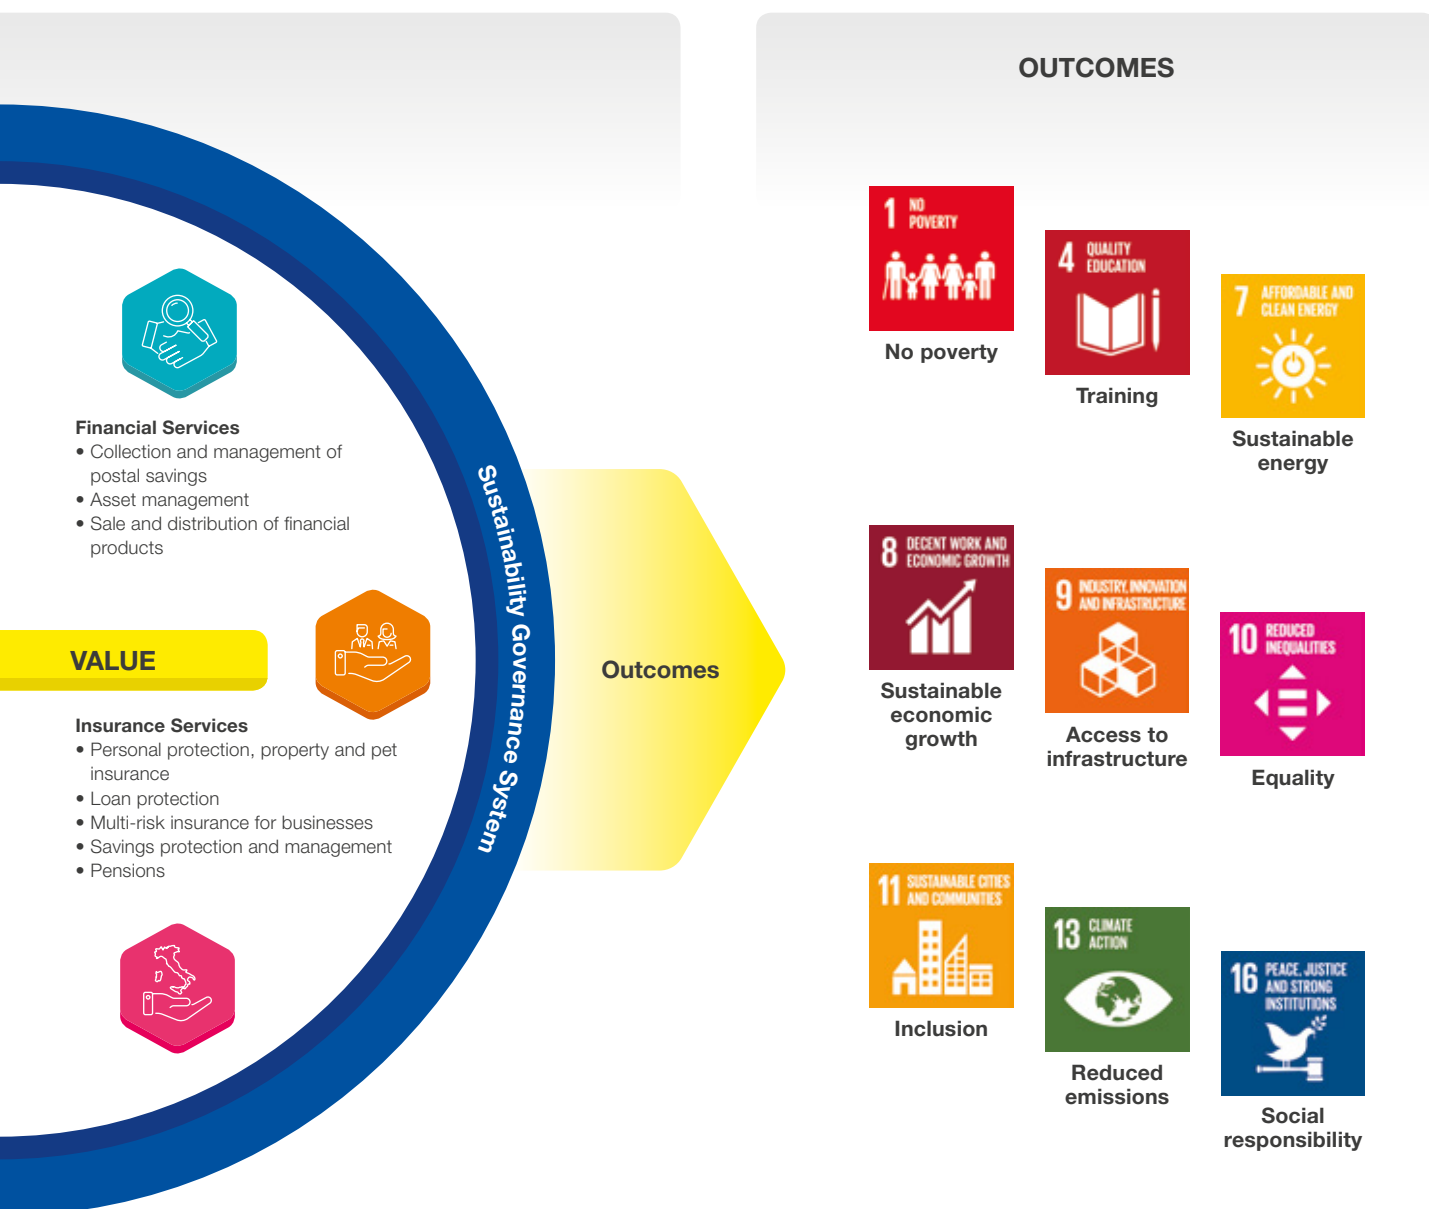 Financial Services
• Collection and management of
postal savings
• Asset management
• Sale and distribution of financial
products
VALUE
Insurance Services
• Personal protection, property and pet
insurance
• Loan protection
• Multi-risk insurance for businesses
• Savings protection and management
• Pensions
Sustainability Governance System
Outcomes
OUTCOMES
1 NO
POVERTY
No poverty
4 QUALITY
EDUCATION
Training
7 AFFORDABLE AND
CLEAN ENERGY
Sustainable
energy
8 DECENT WORK AND
ECONOMIC GROWTH
Sustainable
economic
growth
9 INDUSTRY, INNOVATION
AND INFRASTRUCTURE
Access to
infrastructure
10 REDUCED
INEQUALITIES
Equality
11 SUSTAINABLE CITIES
AND COMMUNITIES
Inclusion
13 CLIMATE
ACTION
Reduced
emissions
16 PEACE, JUSTICE
AND STRONG
INSTITUTIONS
Social
responsibility